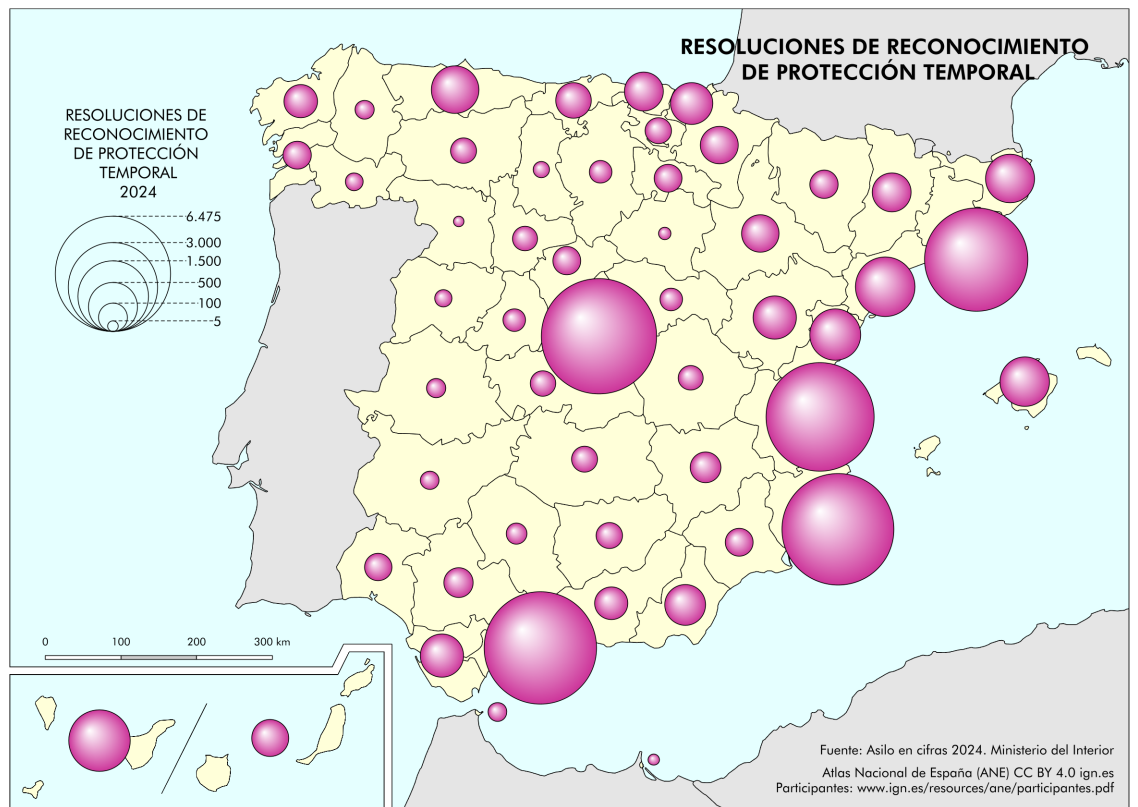 RESOLUCIONES DE RECONOCIMIENTO
DE PROTECCIÓN TEMPORAL
RESOLUCIONES DE
RECONOCIMIENTO
DE PROTECCIÓN
TEMPORAL
2024
6.475
3.000
1.500
500
100
5
0 100 200 300 km
Fuente: Asilo en cifras 2024. Ministerio del Interior
Atlas Nacional de España (ANE) CC BY 4.0 ign.es
Participantes: www.ign.es/resources/ane/participantes.pdf